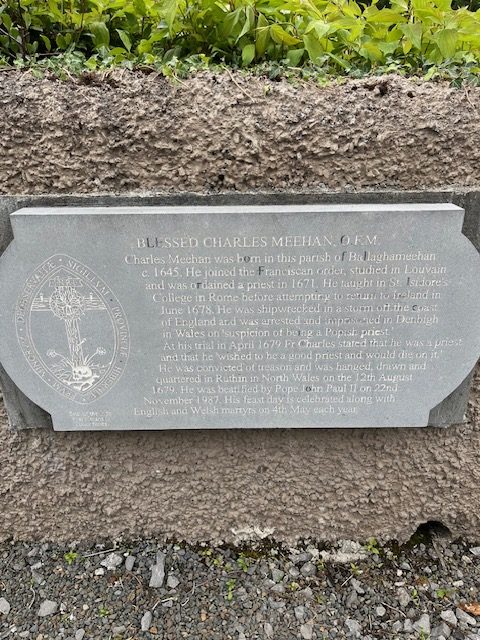 BLESSED CHARLES MEEHAN, O F.M.
Charles Meehan was born in this parish of Ballaghameehan
c. 1645. He joined the Franciscan order, studied in Louvain
and was ordained a priest in 1671. He taught in St. Isidore's
College in Rome before attempting to return to Ireland in
June 1678. He was shipwrecked in a storm off the coast
of England and was arrested and imprisoned in Denbigh
in Wales on suspicion of being a Popish priest.
At his trial in April 1679 Fr Charles stated that he was a priest
and that he 'wished to be a good priest and would die on it.'
He was convicted of treason and was hanged, drawn and
quartered in Ruthin in North Wales on the 12th August
1679. He was beatified by Pope John Paul II on 22nd
November 1987. His feast day is celebrated along with
English and Welsh martyrs on 4th May each year.